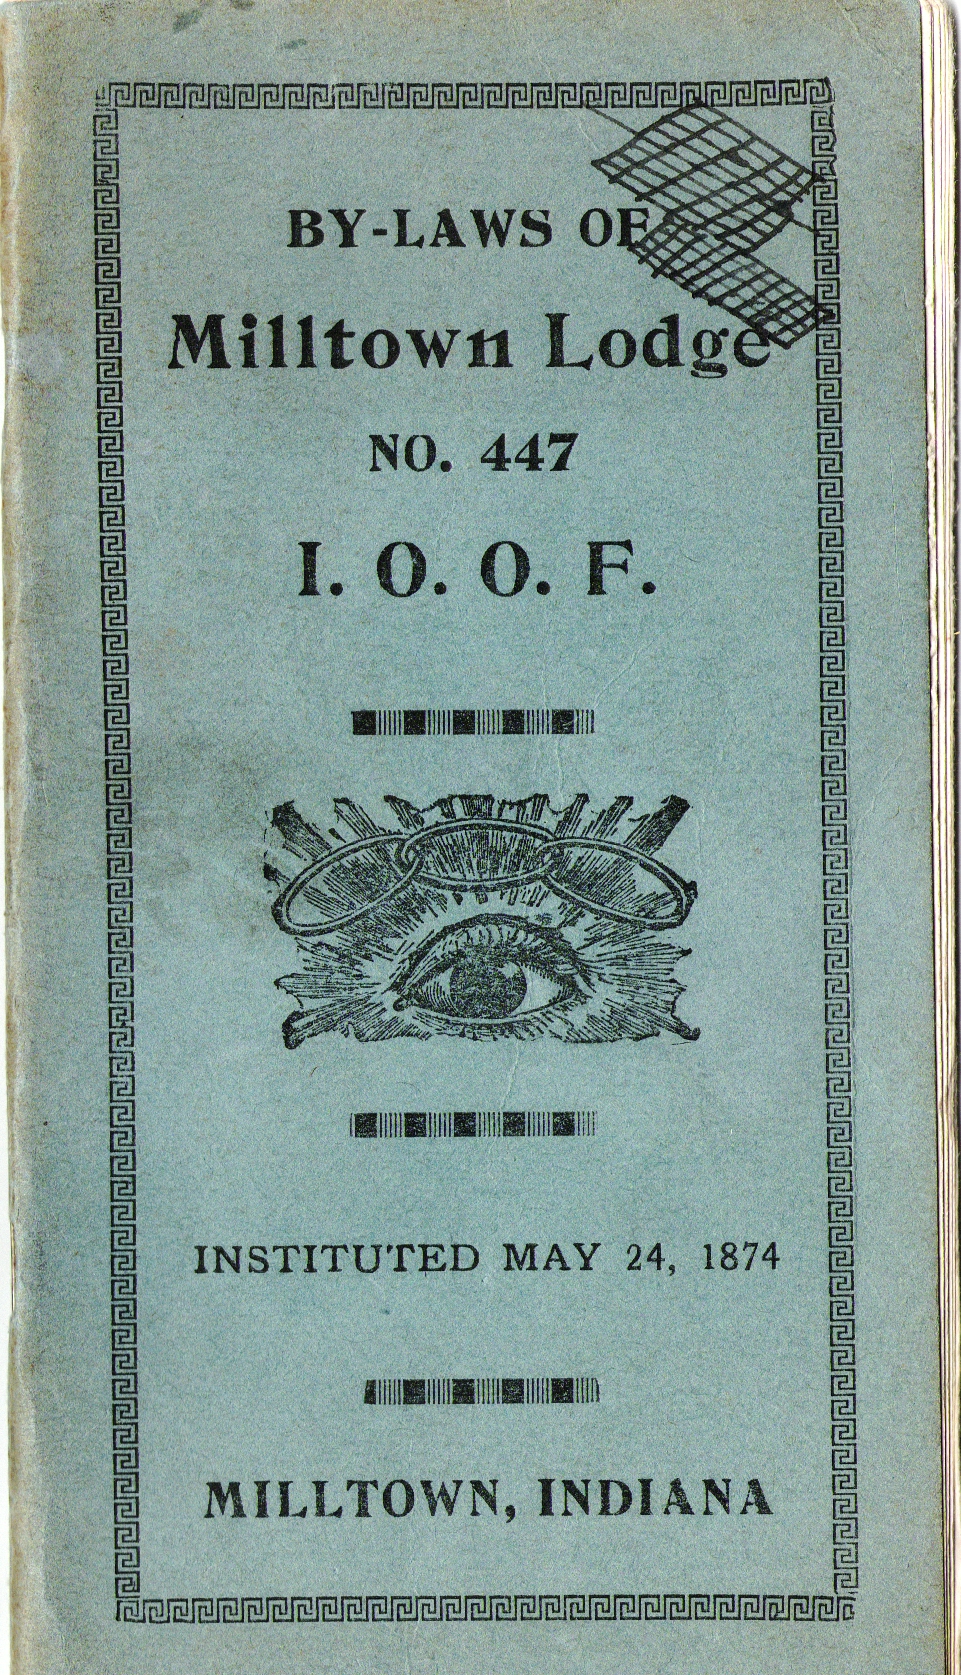 BY-LAWS OF
Milltown Lodge
NO. 447
I. O. O. F.
INSTITUTED MAY 24, 1874
MILLTOWN, INDIANA